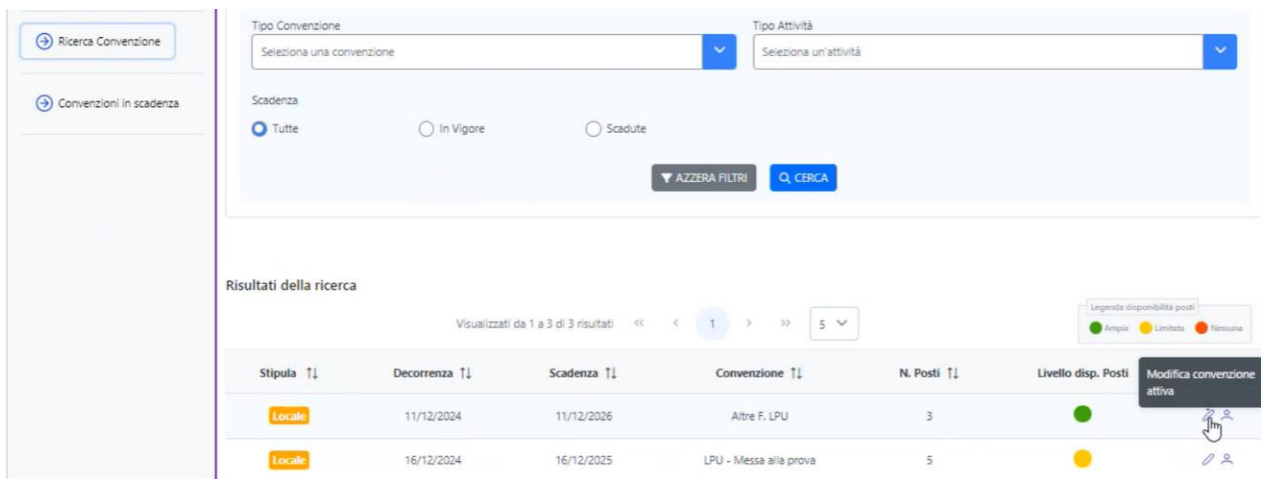 Ricerca Convenzione
Convenzioni in scadenza
Tipo Convenzione
Tipo Attività
Seleziona una convenzione
Seleziona un'attività
Scadenza
Tutte
In Vigore
Scadute
AZZERA FILTRI
CERCA
Risultati della ricerca
Visualizzati da 1 a 3 di 3 risultati « < 1 > » 5
Legenda disponibilità posti
Ampia Limitata Nessuna
Stipula Decorrenza Scadenza Convenzione N. Posti Livello disp. Posti
Modifica convenzione
attiva
Locale 11/12/2024 11/12/2026 Altre F. LPU 3
Locale 16/12/2024 16/12/2025 LPU - Messa alla prova 5